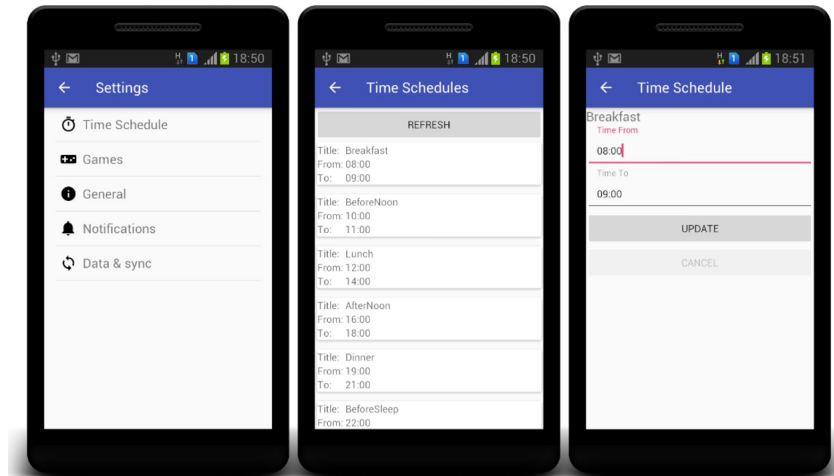 18:50
Settings
Time Schedule
Games
General
Notifications
Data & sync
18:50
Time Schedules
REFRESH
Title: Breakfast
From: 08:00
To: 09:00
Title: BeforeNoon
From: 10:00
To: 11:00
Title: Lunch
From: 12:00
To: 14:00
Title: AfterNoon
From: 16:00
To: 18:00
Title: Dinner
From: 19:00
To: 21:00
Title: BeforeSleep
From: 22:00
18:51
Time Schedule
Breakfast
Time From
08:00
Time To
09:00
UPDATE
CANCEL